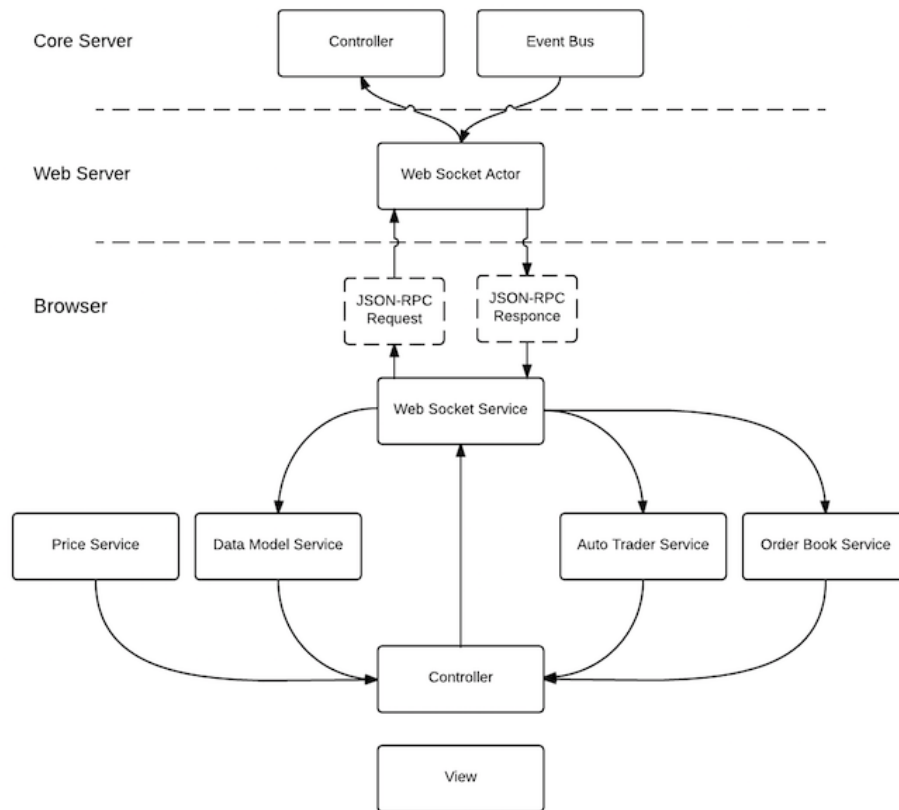 Core Server
Controller
Event Bus
Web Server
Web Socket Actor
Browser
JSON-RPC
Request
JSON-RPC
Responce
Web Socket Service
Price Service
Data Model Service
Auto Trader Service
Order Book Service
Controller
View